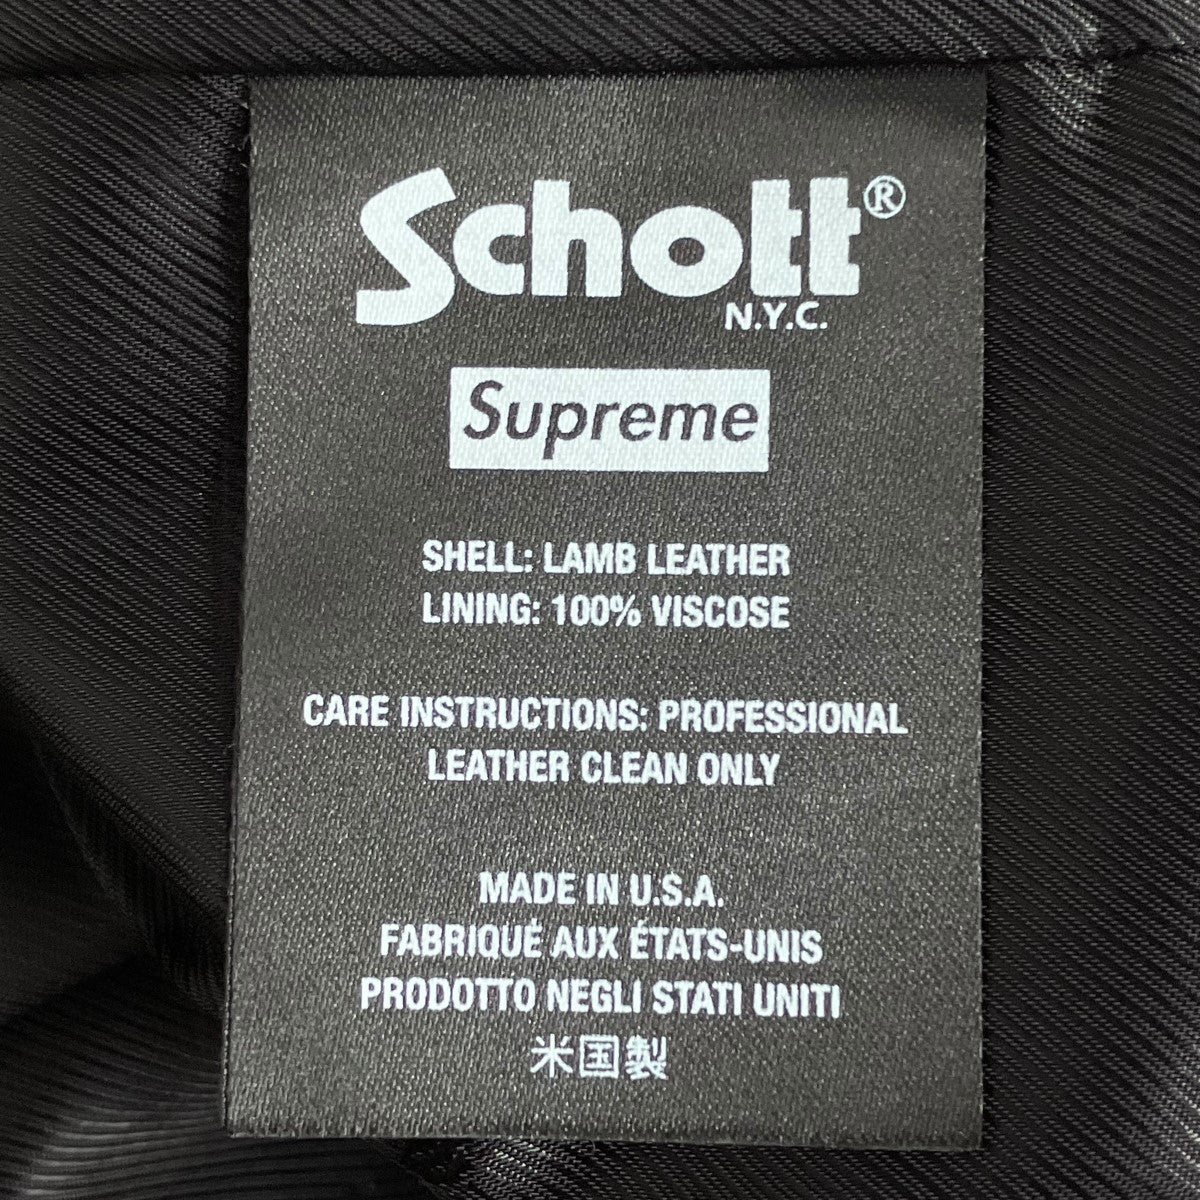 Schott®
N.Y.C.
Supreme
SHELL: LAMB LEATHER
LINING: 100% VISCOSE
CARE INSTRUCTIONS: PROFESSIONAL
LEATHER CLEAN ONLY
MADE IN U.S.A.
FABRIQUÉ AUX ÉTATS-UNIS
PRODOTTO NEGLI STATI UNITI
米国製